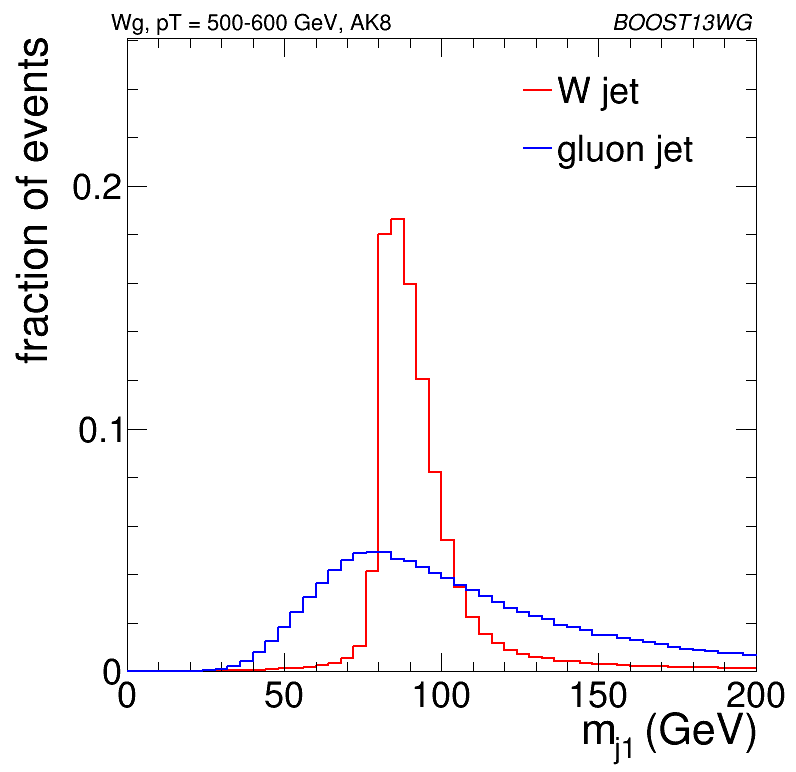 Wg, pT = 500-600 GeV, AK8
BOOST13WG
fraction of events
W jet
gluon jet
0.2
0.1
0
0
50
100
150
200
m_j1 (GeV)